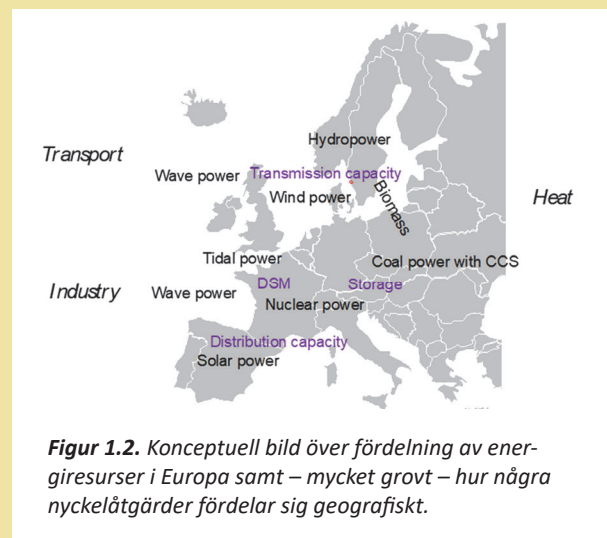 Hydropower
Transport
Wave power
Transmission capacity
Wind power
Biomass
Heat
Tidal power
Coal power with CCS
Industry
Wave power
DSM
Storage
Nuclear power
Distribution capacity
Solar power
Figur 1.2. Konceptuell bild över fördelning av ener-
giresurser i Europa samt – mycket grovt – hur några
nyckelåtgärder fördelar sig geografiskt.